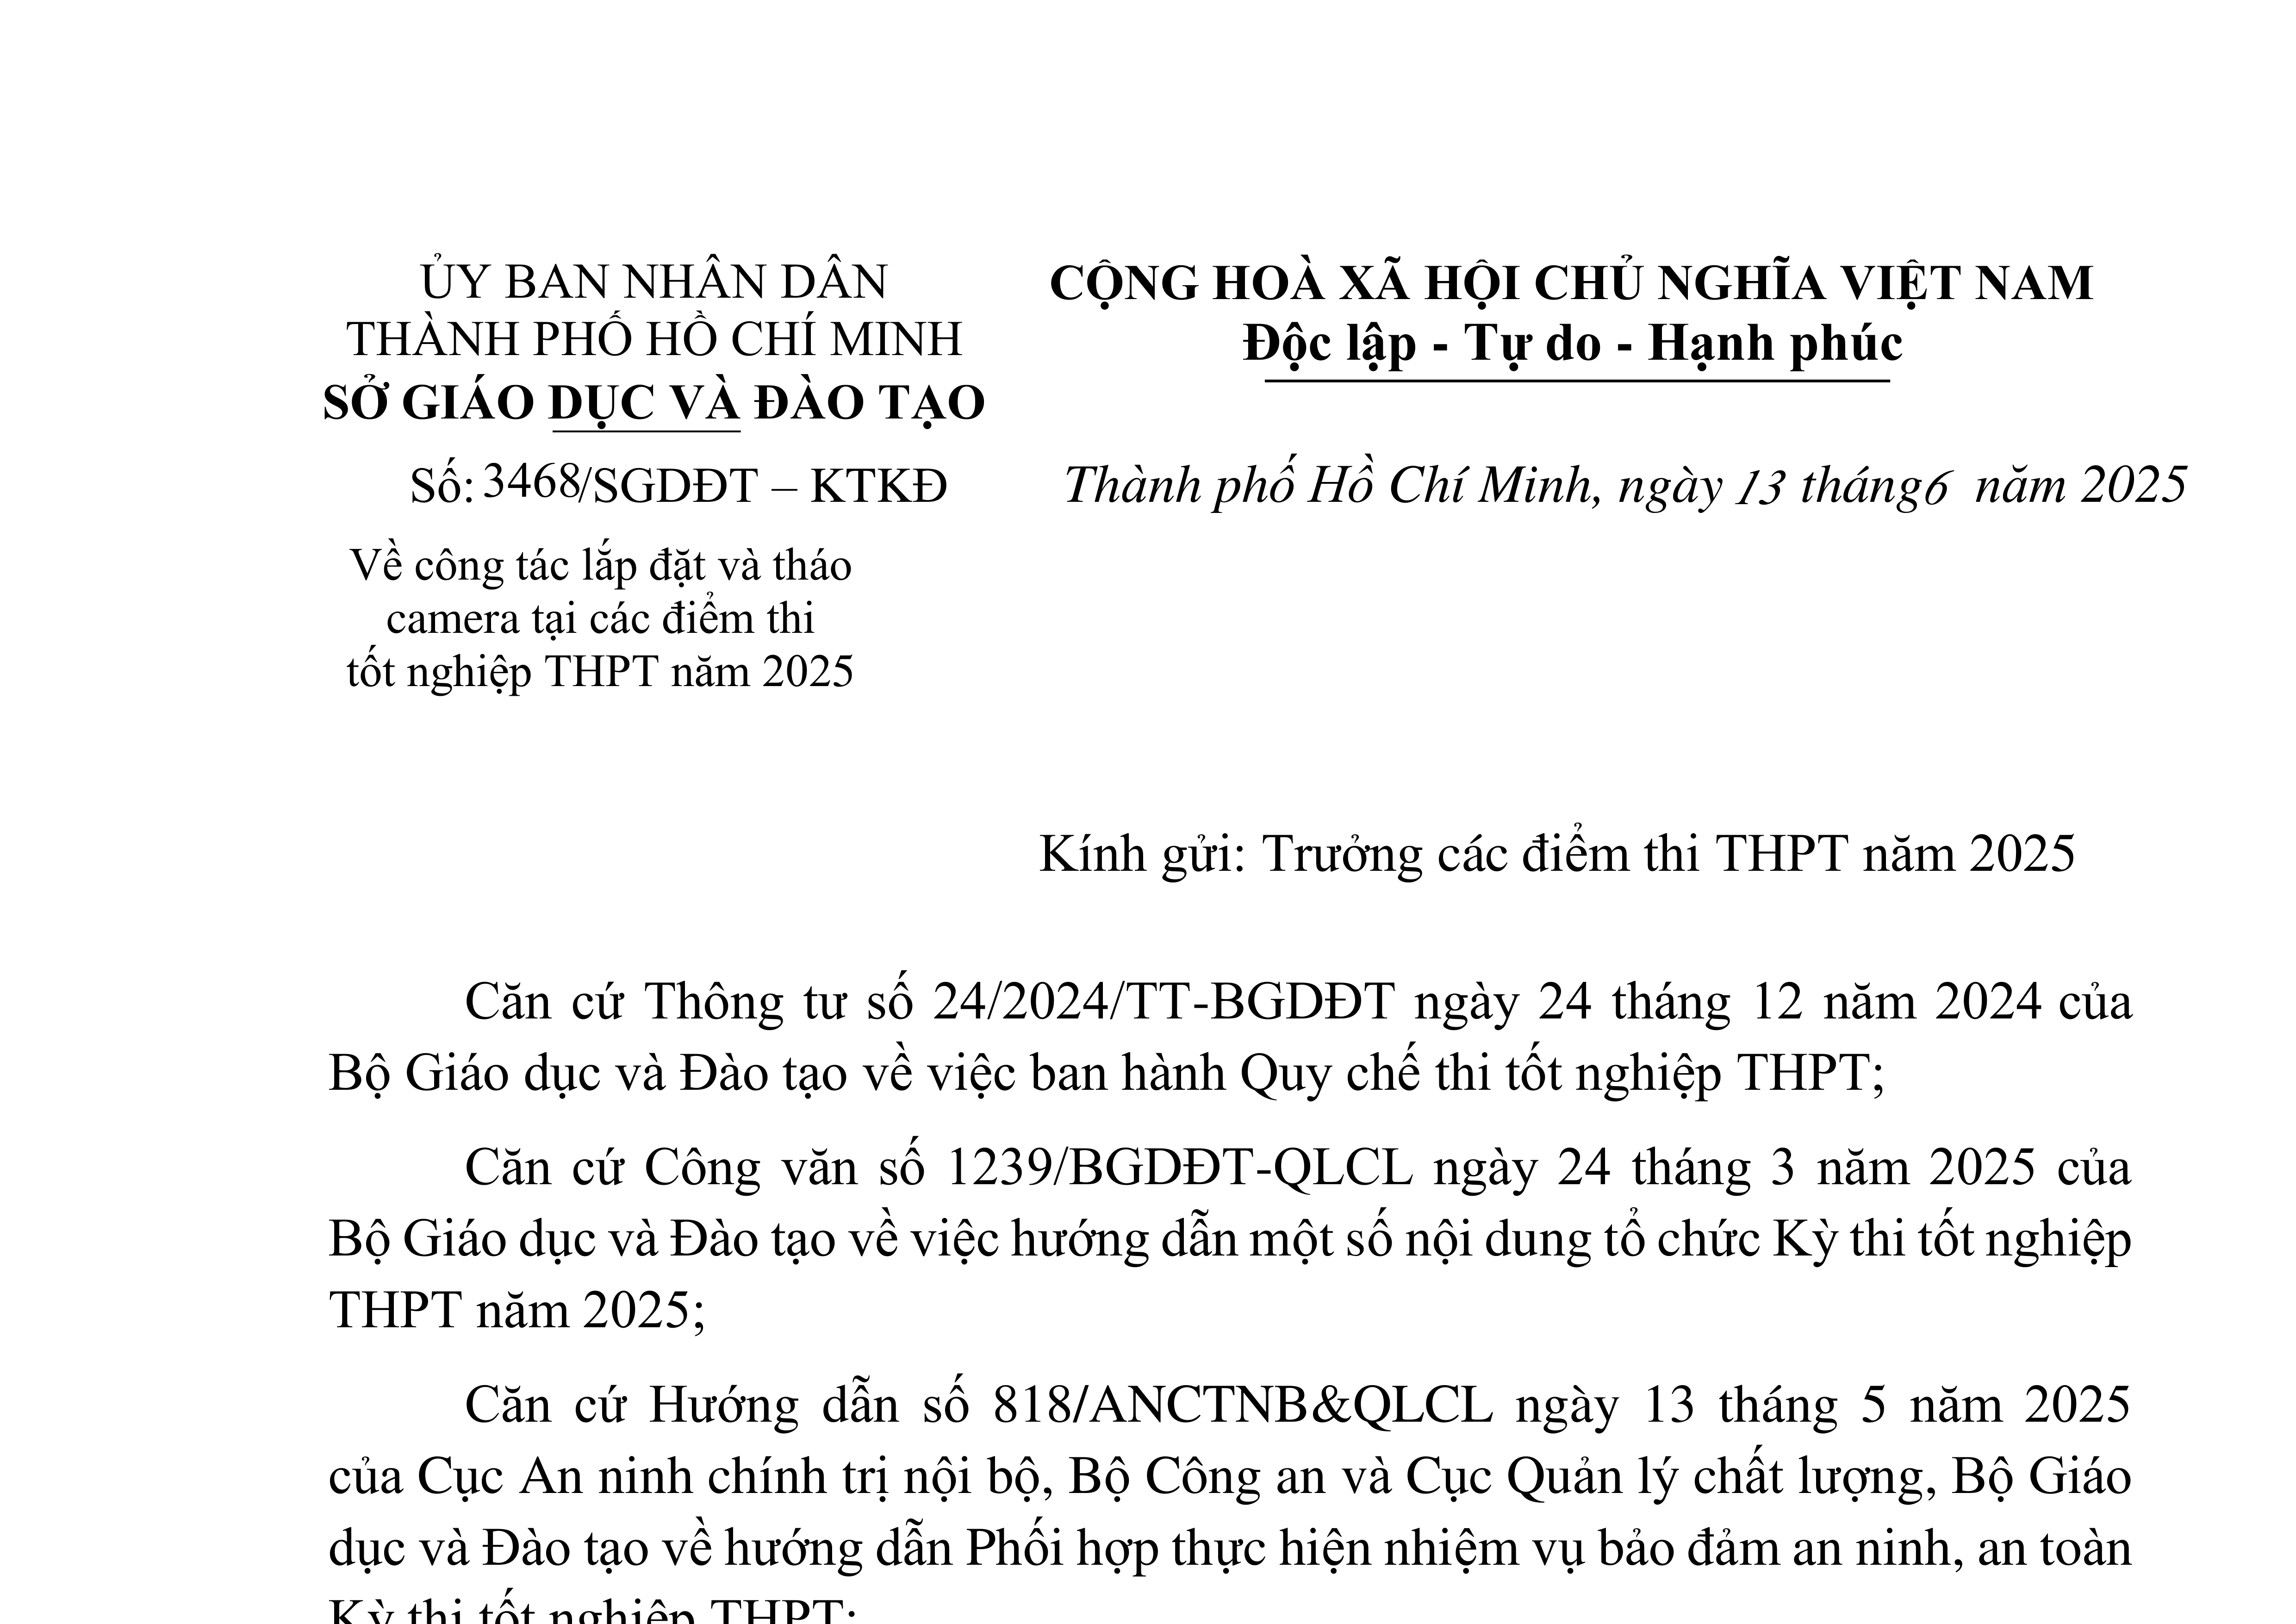 ỦY BAN NHÂN DÂN
THÀNH PHỐ HỒ CHÍ MINH
SỞ GIÁO DỤC VÀ ĐÀO TẠO
Số: 3468/SGDĐT – KTKĐ
Về công tác lắp đặt và tháo
camera tại các điểm thi
tốt nghiệp THPT năm 2025
CỘNG HOÀ XÃ HỘI CHỦ NGHĨA VIỆT NAM
Độc lập - Tự do - Hạnh phúc
Thành phố Hồ Chí Minh, ngày 13 tháng 6 năm 2025
Kính gửi: Trưởng các điểm thi THPT năm 2025
Căn cứ Thông tư số 24/2024/TT-BGDĐT ngày 24 tháng 12 năm 2024 của
Bộ Giáo dục và Đào tạo về việc ban hành Quy chế thi tốt nghiệp THPT;
Căn cứ Công văn số 1239/BGDĐT-QLCL ngày 24 tháng 3 năm 2025 của
Bộ Giáo dục và Đào tạo về việc hướng dẫn một số nội dung tổ chức Kỳ thi tốt nghiệp
THPT năm 2025;
Căn cứ Hướng dẫn số 818/ANCTNB&QLCL ngày 13 tháng 5 năm 2025
của Cục An ninh chính trị nội bộ, Bộ Công an và Cục Quản lý chất lượng, Bộ Giáo
dục và Đào tạo về hướng dẫn Phối hợp thực hiện nhiệm vụ bảo đảm an ninh, an toàn
Kỳ thi tốt nghiệp THPT;